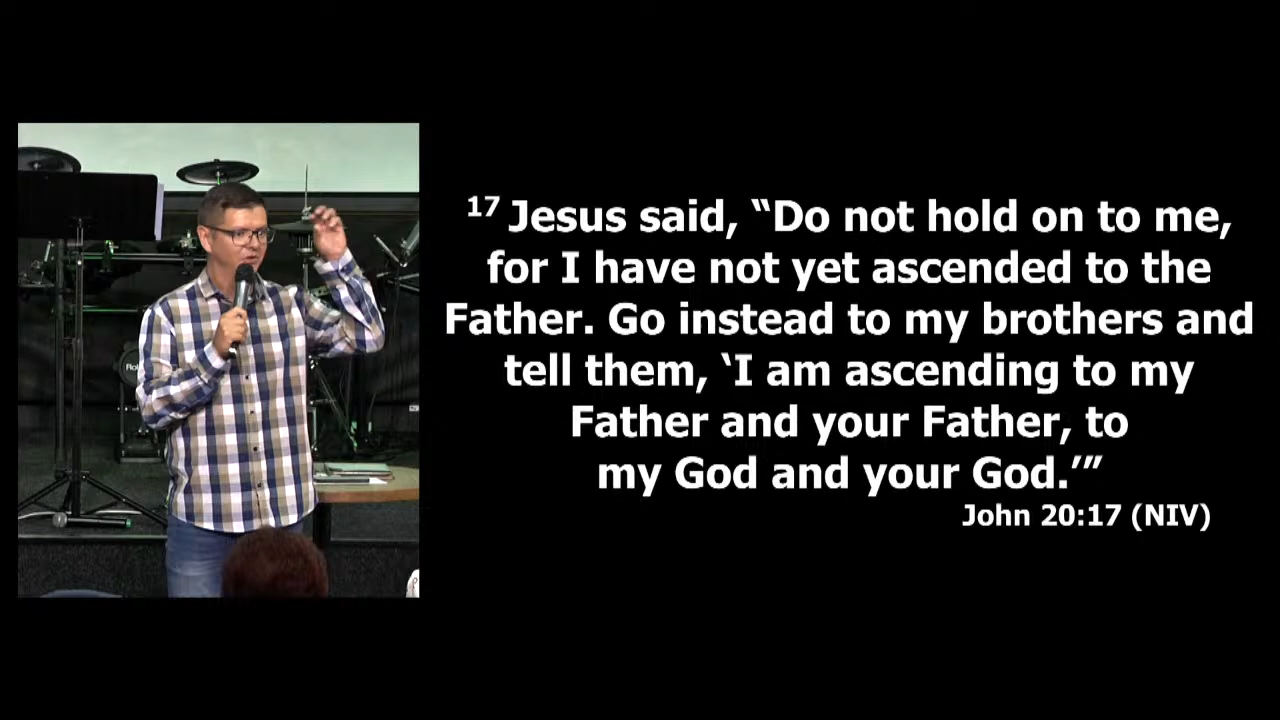 17 Jesus said, “Do not hold on to me,
for I have not yet ascended to the
Father. Go instead to my brothers and
tell them, ‘I am ascending to my
Father and your Father, to
my God and your God.’”
John 20:17 (NIV)